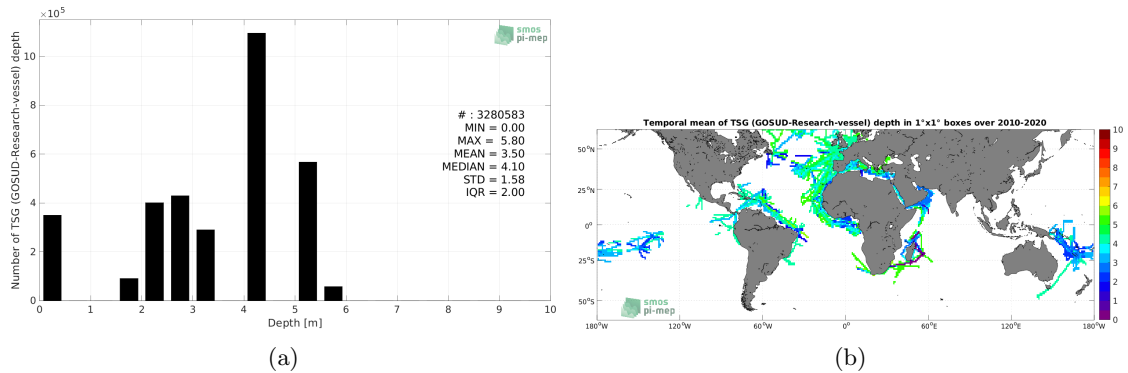 ×10⁵
10
8
6
4
2
0
Number of TSG (GOSUD-Research-vessel) depth
smos
pi-mep
# : 3280583
MIN = 0.00
MAX = 5.80
MEAN = 3.50
MEDIAN = 4.10
STD = 1.58
IQR = 2.00
0 1 2 3 4 5 6 7 8 9 10
Depth [m]
(a)
Temporal mean of TSG (GOSUD-Research-vessel) depth in 1°x1° boxes over 2010-2020
50°N
25°N
0°
25°S
50°S
smos
pi-mep
180°W 120°W 60°W 0° 60°E 120°E 180°E
10
9
8
7
6
5
4
3
2
1
0
(b)